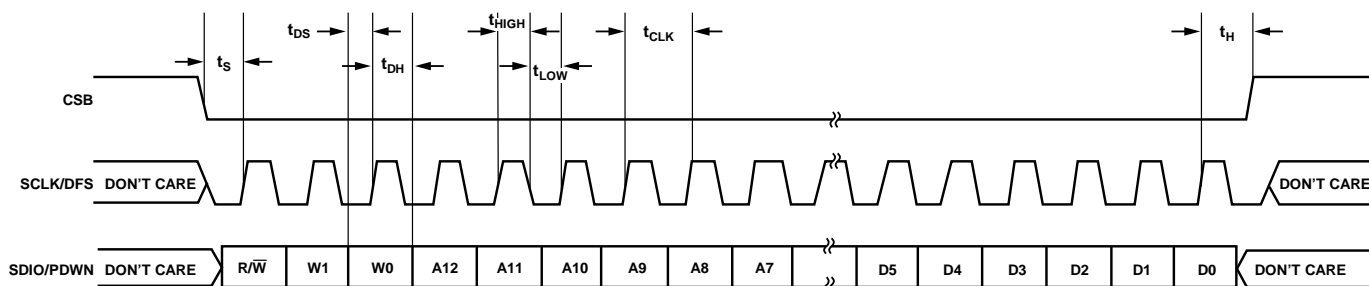 tDS
tHIGH
tCLK
tH
tS
tDH
tLOW
CSB
SCLK/DFS DON'T CARE DON'T CARE
SDIO/PDWN DON'T CARE R/W̅ W1 W0 A12 A11 A10 A9 A8 A7 D5 D4 D3 D2 D1 D0 DON'T CARE